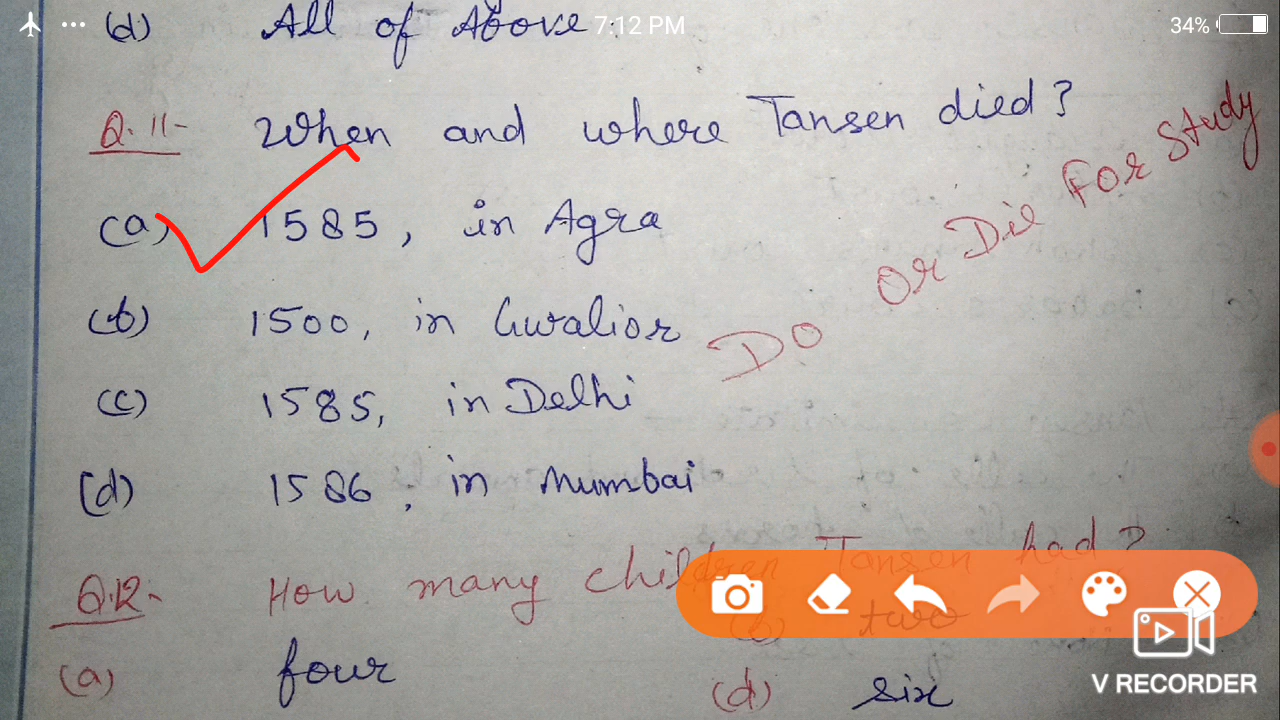 7:12 PM
34%
(d) All of Above
Q.11- When and where Tansen died?
(a) 1585, in Agra
(b) 1500, in Gwalior
(c) 1585, in Delhi
(d) 1586, in Mumbai
Do Or Die For Study
Q.12- How many children Tansen had?
(a) four
(b) two
(d) six
V RECORDER